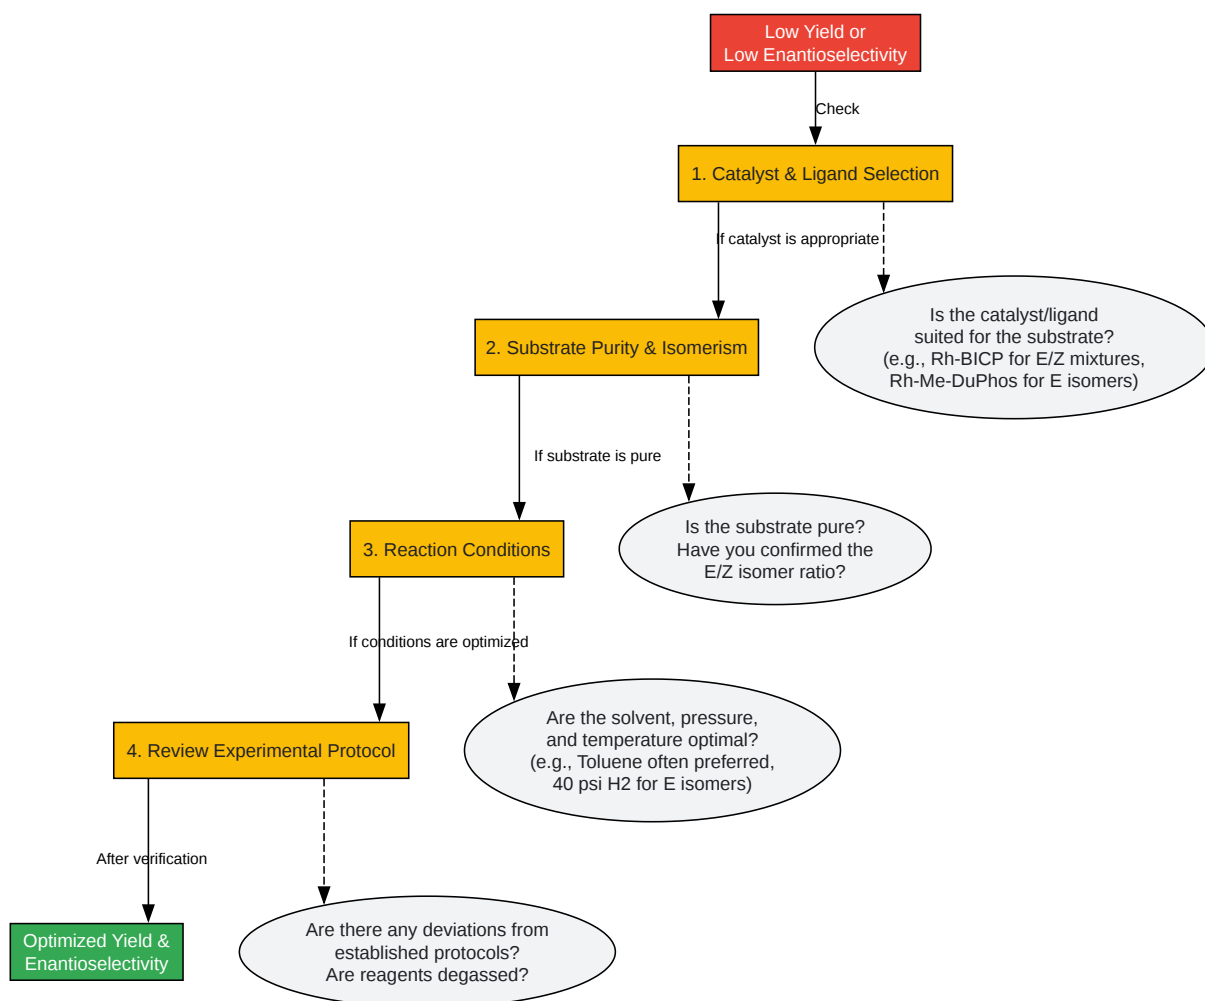 Low Yield or
Low Enantioselectivity
Check
1. Catalyst & Ligand Selection
If catalyst is appropriate
Is the catalyst/ligand
suited for the substrate?
(e.g., Rh-BICP for E/Z mixtures,
Rh-Me-DuPhos for E isomers)
2. Substrate Purity & Isomerism
If substrate is pure
Is the substrate pure?
Have you confirmed the
E/Z isomer ratio?
3. Reaction Conditions
If conditions are optimized
Are the solvent, pressure,
and temperature optimal?
(e.g., Toluene often preferred,
40 psi H2 for E isomers)
4. Review Experimental Protocol
After verification
Are there any deviations from
established protocols?
Are reagents degassed?
Optimized Yield &
Enantioselectivity